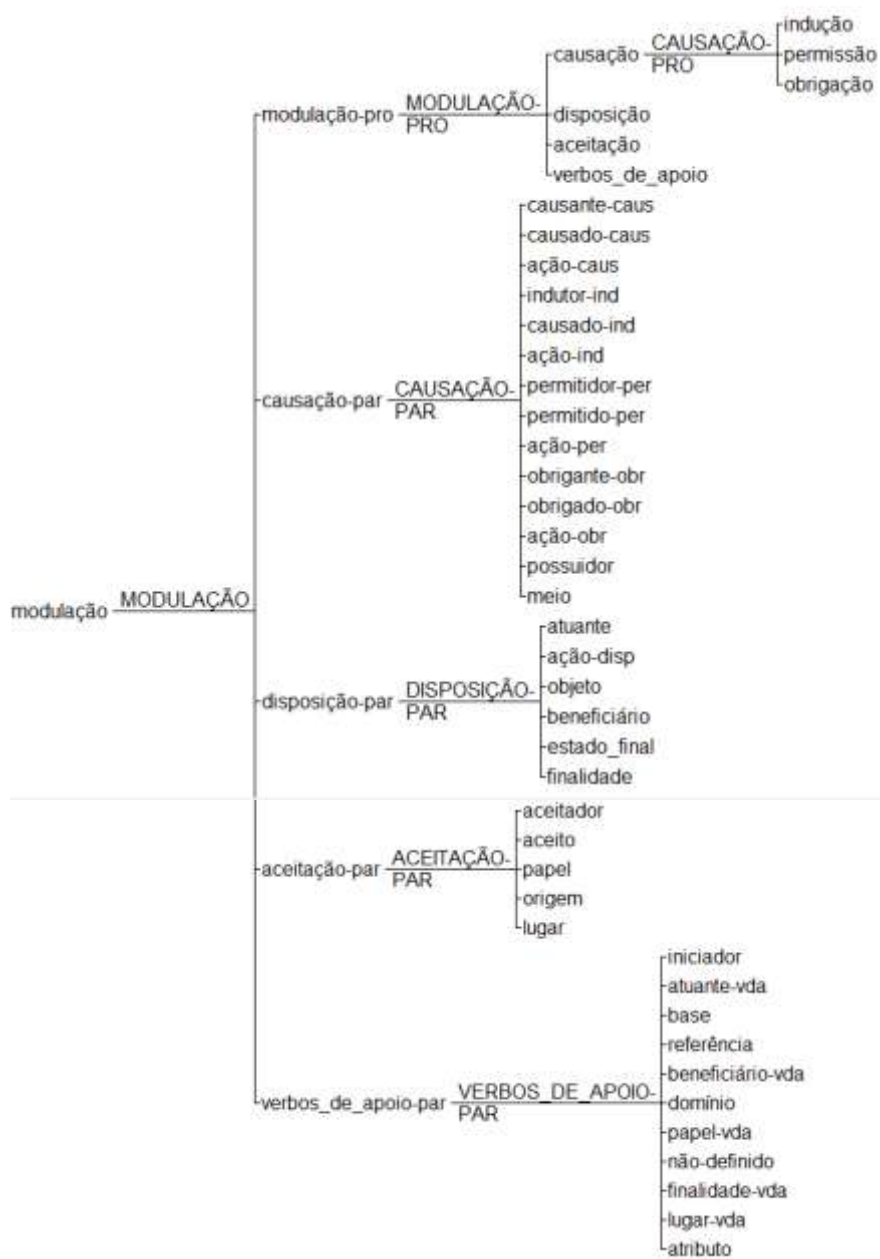 indução
causação CAUSAÇÃO- permissão
PRO
obrigação
modulação-pro MODULAÇÃO- disposição
PRO
aceitação
verbos_de_apoio
causante-caus
causado-caus
ação-caus
indutor-ind
causado-ind
ação-ind
causação-par CAUSAÇÃO- permitidor-per
PAR
permitido-per
ação-per
obrigante-obr
obrigado-obr
ação-obr
possuidor
meio
modulação MODULAÇÃO
atuante
ação-disp
disposição-par DISPOSIÇÃO- objeto
PAR
beneficiário
estado_final
finalidade
aceitador
aceito
aceitação-par ACEITAÇÃO- papel
PAR
origem
lugar
iniciador
atuante-vda
base
referência
beneficiário-vda
verbos_de_apoio-par VERBOS_DE_APOIO- domínio
PAR
papel-vda
não-definido
finalidade-vda
lugar-vda
atributo